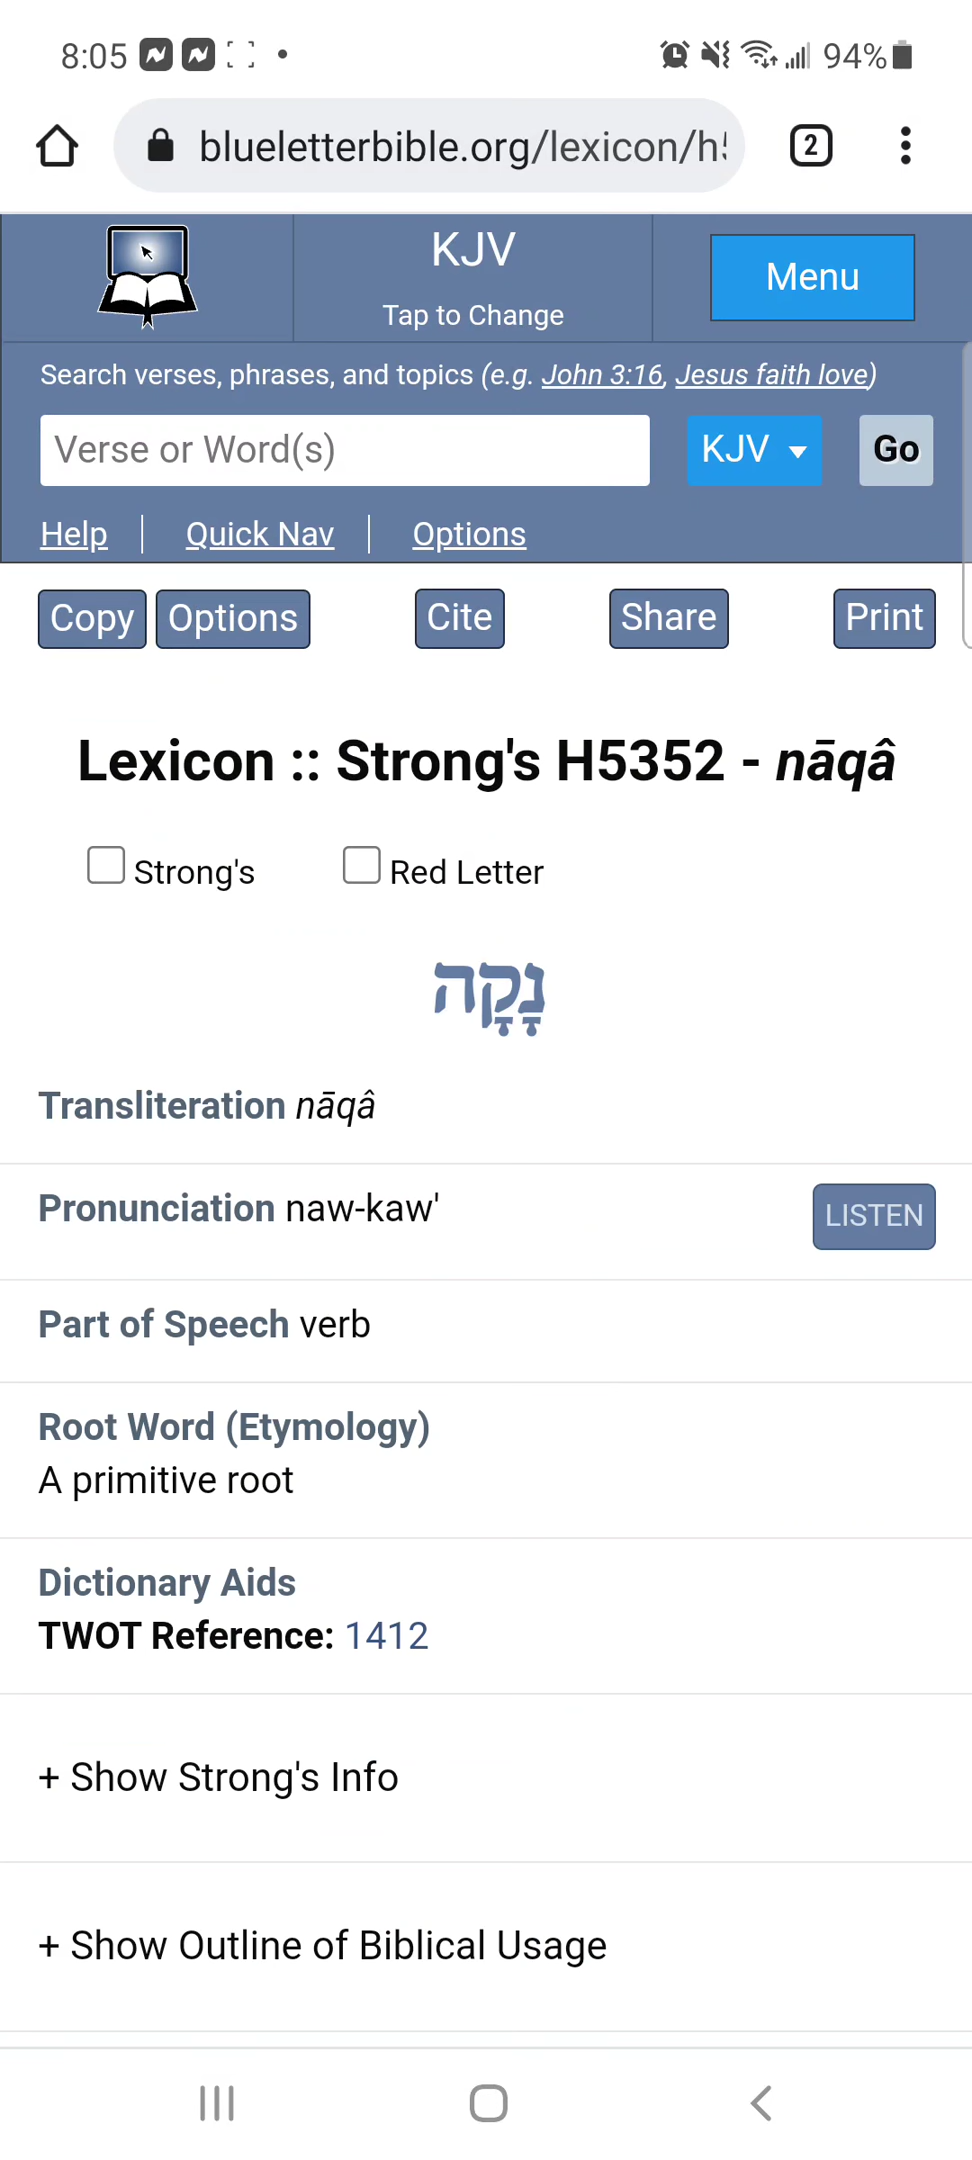 8:05 94%
blueletterbible.org/lexicon/h
2
KJV
Tap to Change
Menu
Search verses, phrases, and topics (e.g. John 3:16, Jesus faith love)
Verse or Word(s) KJV Go
Help Quick Nav Options
Copy Options Cite Share Print
Lexicon :: Strong's H5352 - nāqâ
Strong's Red Letter
נָקָה
Transliteration nāqâ
Pronunciation naw-kaw' LISTEN
Part of Speech verb
Root Word (Etymology)
A primitive root
Dictionary Aids
TWOT Reference: 1412
+ Show Strong's Info
+ Show Outline of Biblical Usage